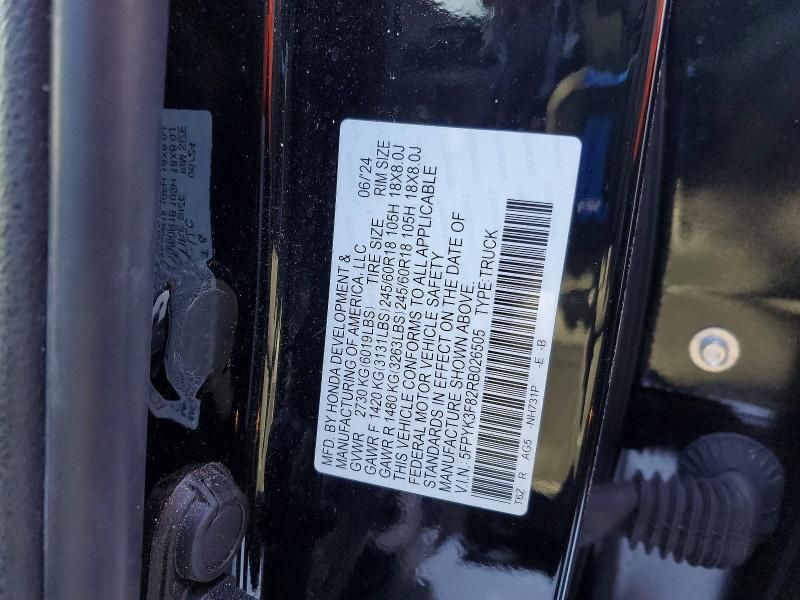 MFD. BY HONDA DEVELOPMENT &
MANUFACTURING OF AMERICA, LLC 06/'24
GVWR 2730 KG(6019LBS) TIRE SIZE RIM SIZE
GAWR F 1420 KG(3131LBS)245/60R18 105H 18X8.0J
GAWR R 1480 KG(3263LBS)245/60R18 105H 18X8.0J
THIS VEHICLE CONFORMS TO ALL APPLICABLE
FEDERAL MOTOR VEHICLE SAFETY
STANDARDS IN EFFECT ON THE DATE OF
MANUFACTURE SHOWN ABOVE.
V.I.N. 5FPYK3F82RB026505 TYPE:TRUCK
T6Z R AG5 -NH731P -E -B